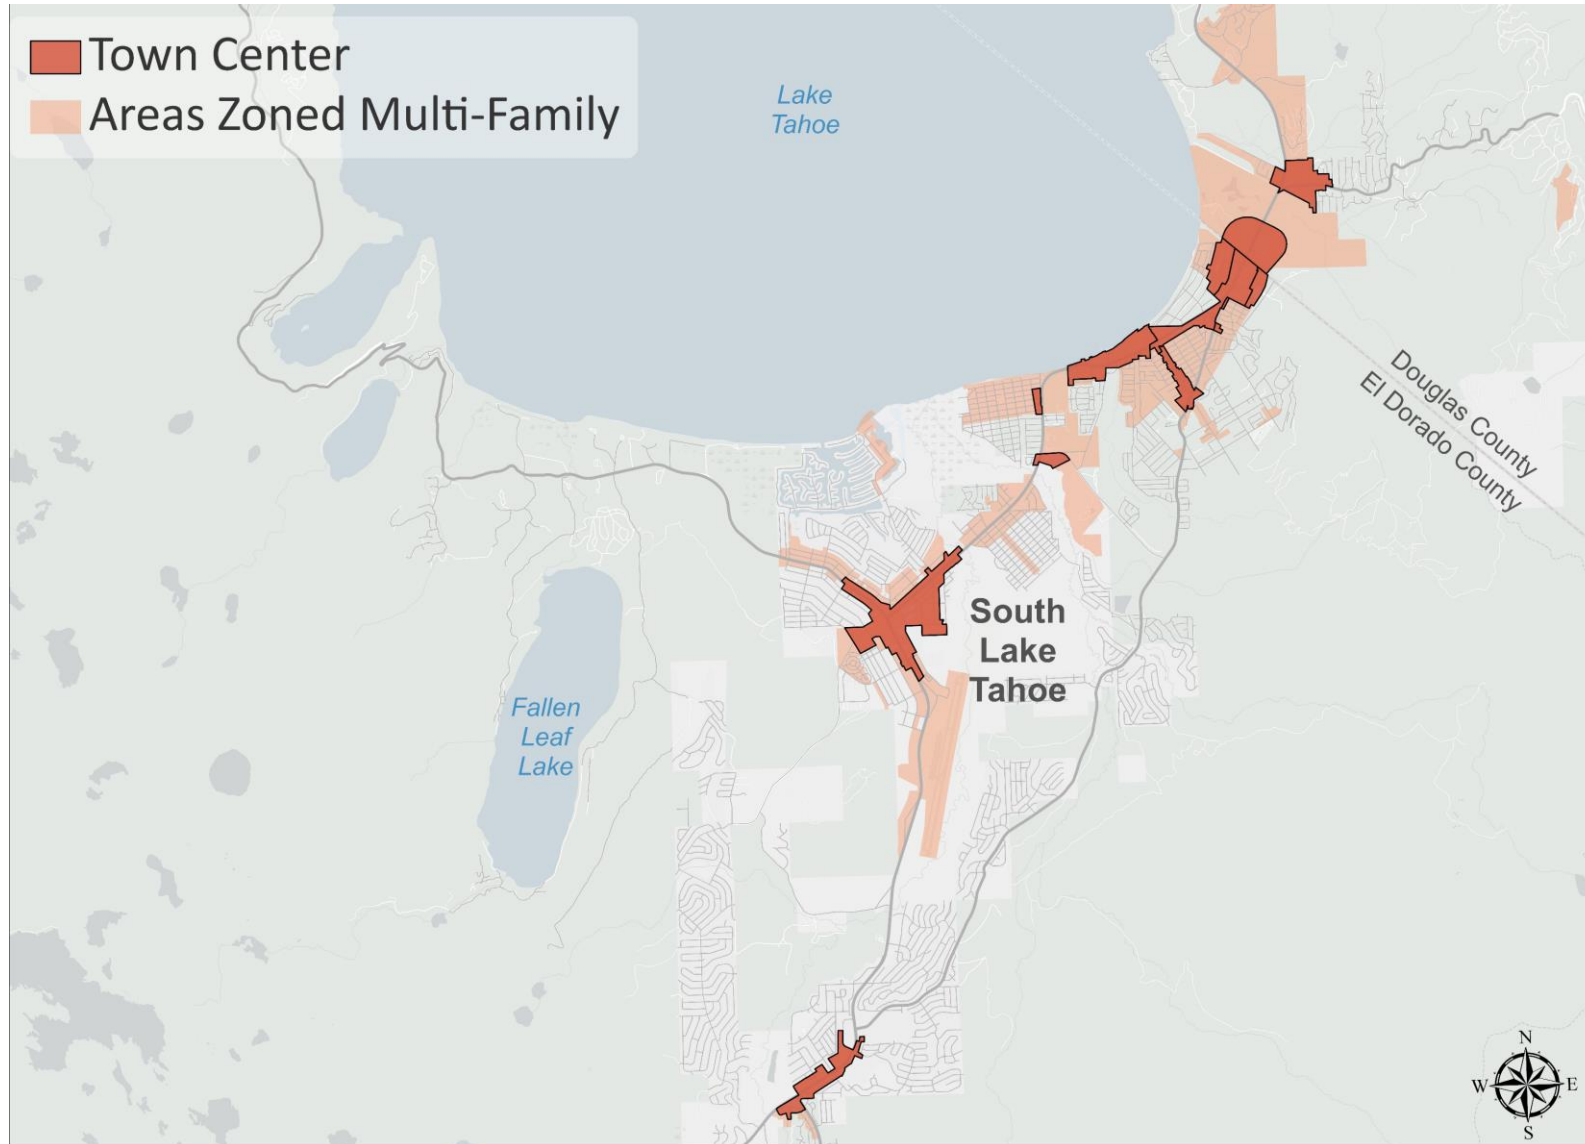 Town Center
Areas Zoned Multi-Family
Lake
Tahoe
Douglas County
El Dorado County
South
Lake
Tahoe
Fallen
Leaf
Lake
N
W
E
S